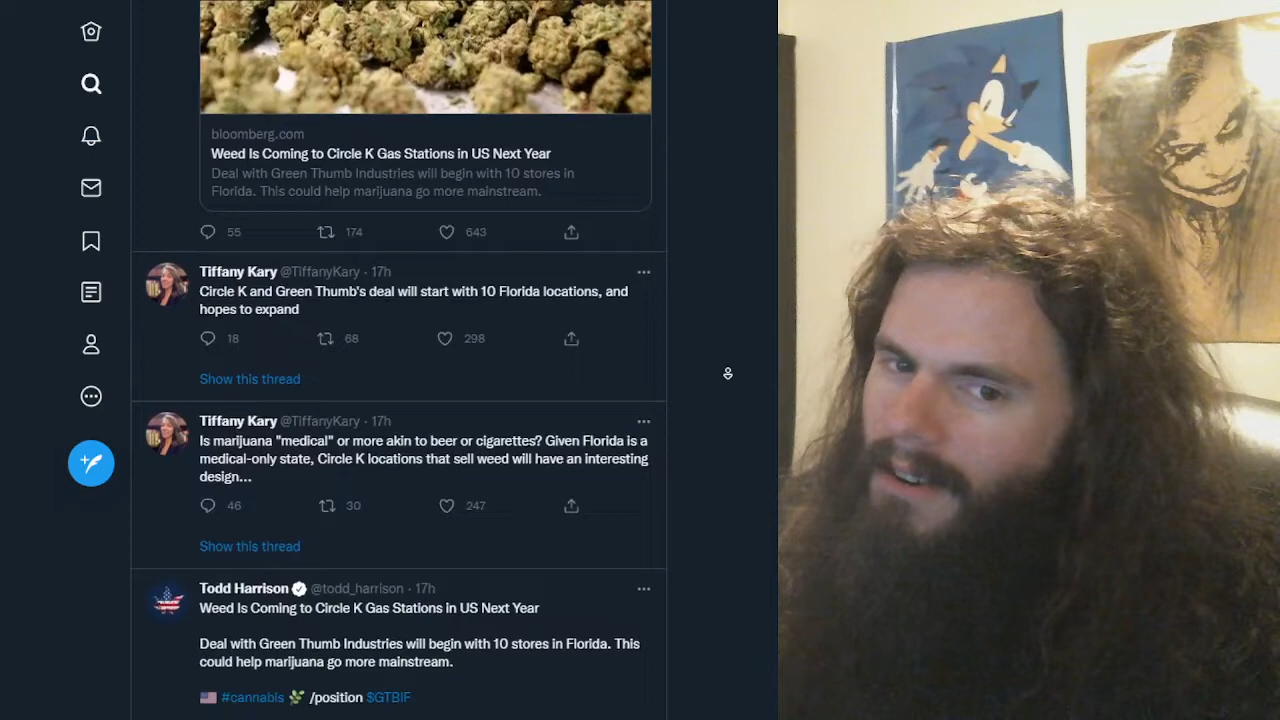 bloomberg.com
Weed Is Coming to Circle K Gas Stations in US Next Year
Deal with Green Thumb Industries will begin with 10 stores in
Florida. This could help marijuana go more mainstream.
55 174 643
Tiffany Kary @TiffanyKary · 17h
Circle K and Green Thumb's deal will start with 10 Florida locations, and
hopes to expand
18 68 298
Show this thread
Tiffany Kary @TiffanyKary · 17h
Is marijuana "medical" or more akin to beer or cigarettes? Given Florida is a
medical-only state, Circle K locations that sell weed will have an interesting
design...
46 30 247
Show this thread
Todd Harrison @todd_harrison · 17h
Weed Is Coming to Circle K Gas Stations in US Next Year
Deal with Green Thumb Industries will begin with 10 stores in Florida. This
could help marijuana go more mainstream.
🇺🇸 #cannabis 🌿 /position $GTBIF